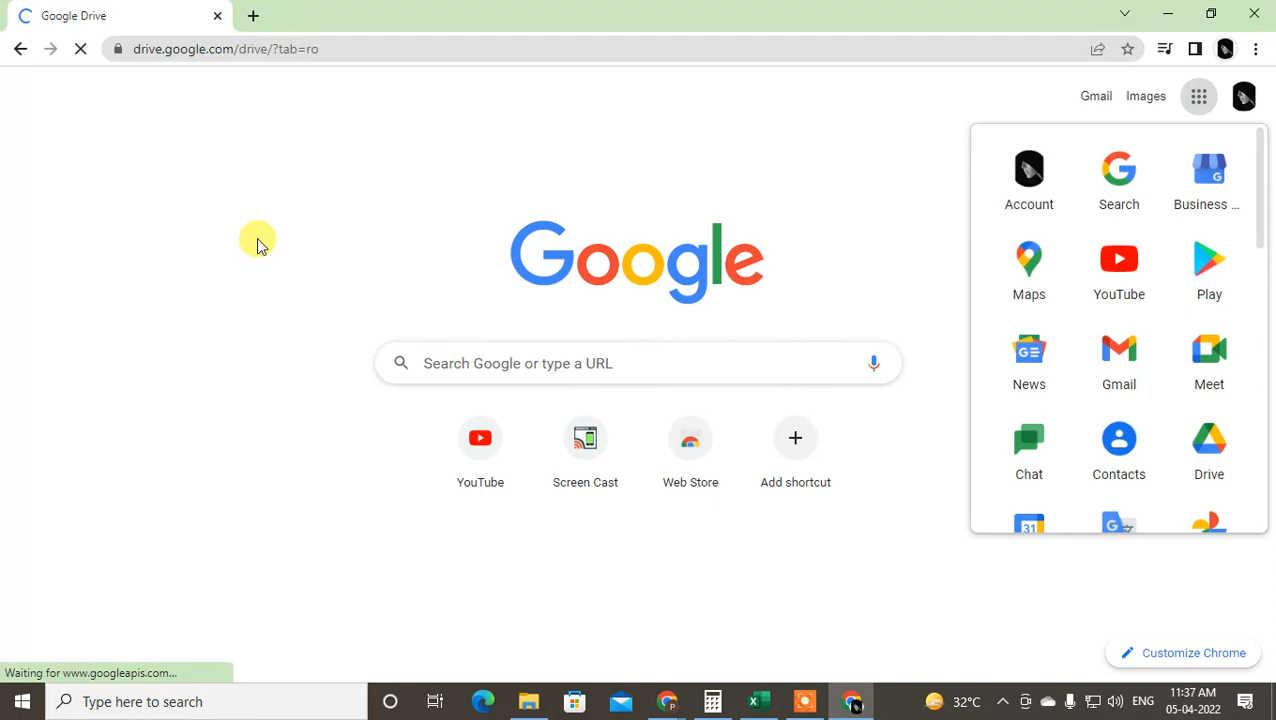 Google Drive
drive.google.com/drive/?tab=ro
Gmail Images
Account Search Business ...
Maps YouTube Play
News Gmail Meet
Chat Contacts Drive
31
Google
Search Google or type a URL
YouTube Screen Cast Web Store Add shortcut
Customize Chrome
Waiting for www.googleapis.com...
Type here to search
32°C
ENG
11:37 AM
05-04-2022